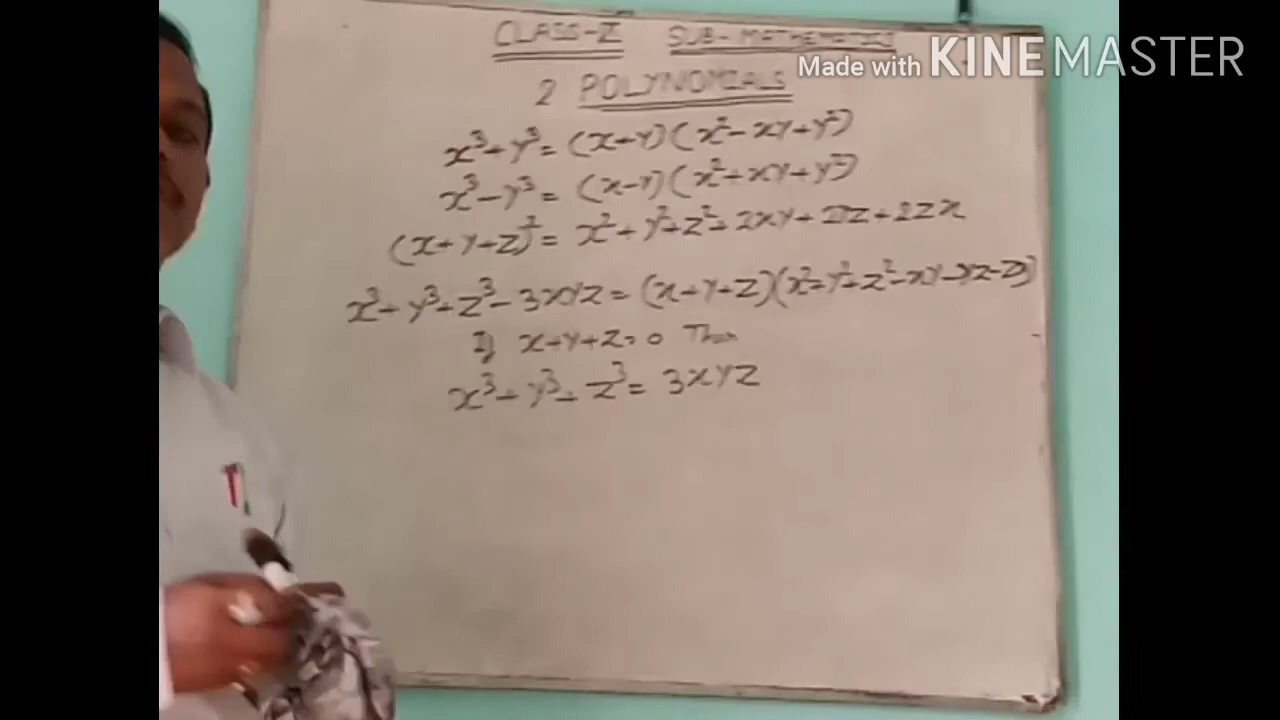 CLASS-X SUB- MATHEMATICS
Made with KINEMASTER
2 POLYNOMIALS
x³+y³= (x+y)(x²-xy+y²)
x³-y³= (x-y)(x²+xy+y²)
(x+y+z)²= x²+y²+z²+2xy+2yz+2zx
x³+y³+z³-3xyz= (x+y+z)(x²+y²+z²-xy-yz-zx)
If x+y+z=0 Then
x³+y³+z³= 3xyz